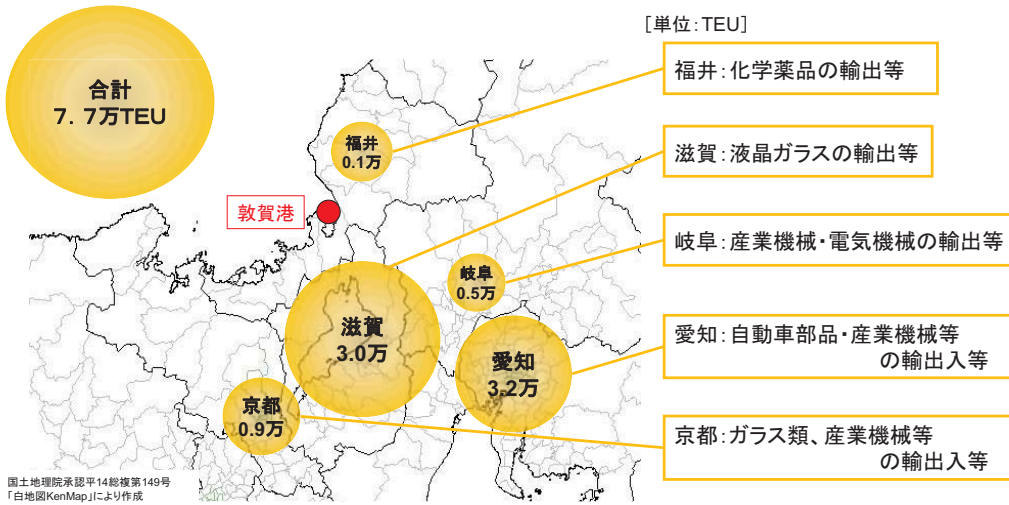 [単位:TEU]
合計
7.7万TEU
福井
0.1万
敦賀港
岐阜
0.5万
滋賀
3.0万
愛知
3.2万
京都
0.9万
福井:化学薬品の輸出等
滋賀:液晶ガラスの輸出等
岐阜:産業機械・電気機械の輸出等
愛知:自動車部品・産業機械等
の輸出入等
京都:ガラス類、産業機械等
の輸出入等
国土地理院承認平14総複第149号
「白地図KenMap」により作成